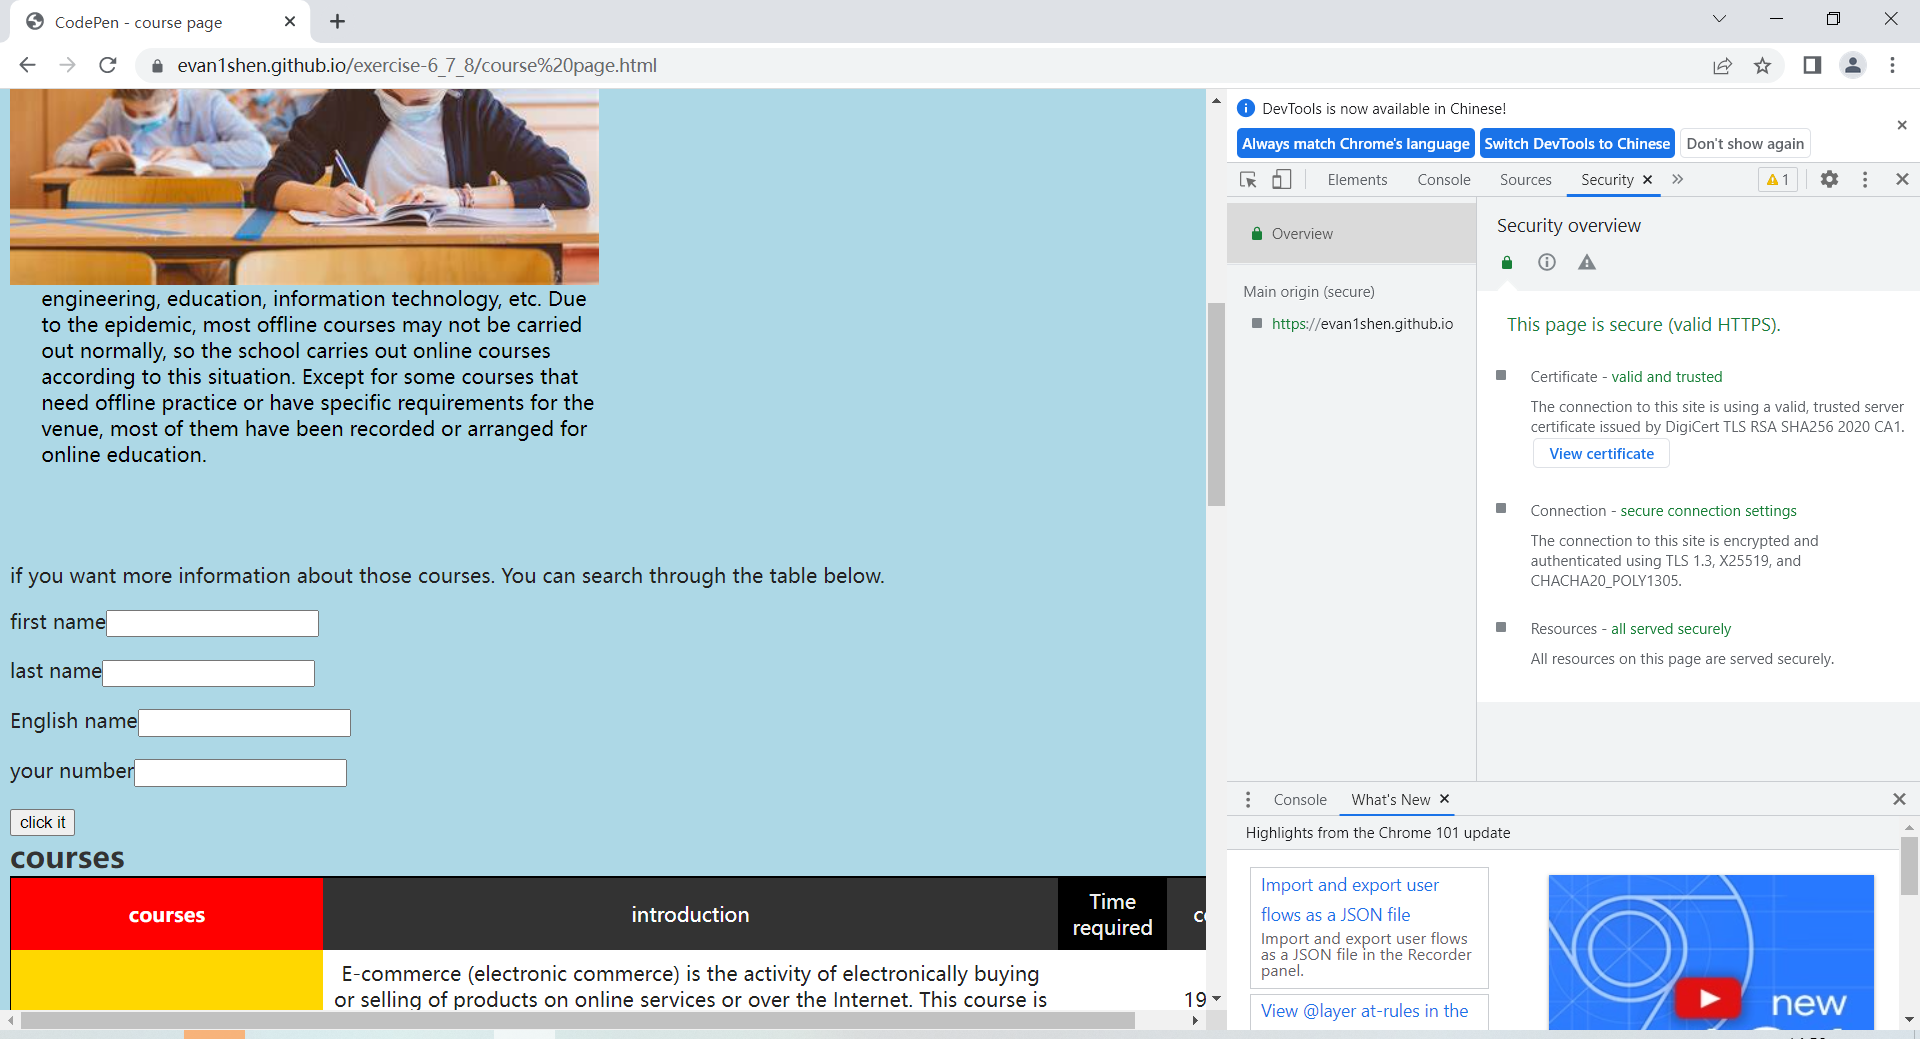 CodePen - course page
evan1shen.github.io/exercise-6_7_8/course%20page.html
engineering, education, information technology, etc. Due
to the epidemic, most offline courses may not be carried
out normally, so the school carries out online courses
according to this situation. Except for some courses that
need offline practice or have specific requirements for the
venue, most of them have been recorded or arranged for
online education.
if you want more information about those courses. You can search through the table below.
first name
last name
English name
your number
click it
courses
courses
introduction
Time
required
E-commerce (electronic commerce) is the activity of electronically buying
or selling of products on online services or over the Internet. This course is
19
DevTools is now available in Chinese!
Always match Chrome's language
Switch DevTools to Chinese
Don't show again
Elements
Console
Sources
Security
1
Overview
Main origin (secure)
https://evan1shen.github.io
Security overview
This page is secure (valid HTTPS).
Certificate - valid and trusted
The connection to this site is using a valid, trusted server
certificate issued by DigiCert TLS RSA SHA256 2020 CA1.
View certificate
Connection - secure connection settings
The connection to this site is encrypted and
authenticated using TLS 1.3, X25519, and
CHACHA20_POLY1305.
Resources - all served securely
All resources on this page are served securely.
Console
What's New
Highlights from the Chrome 101 update
Import and export user
flows as a JSON file
Import and export user flows
as a JSON file in the Recorder
panel.
View @layer at-rules in the
new